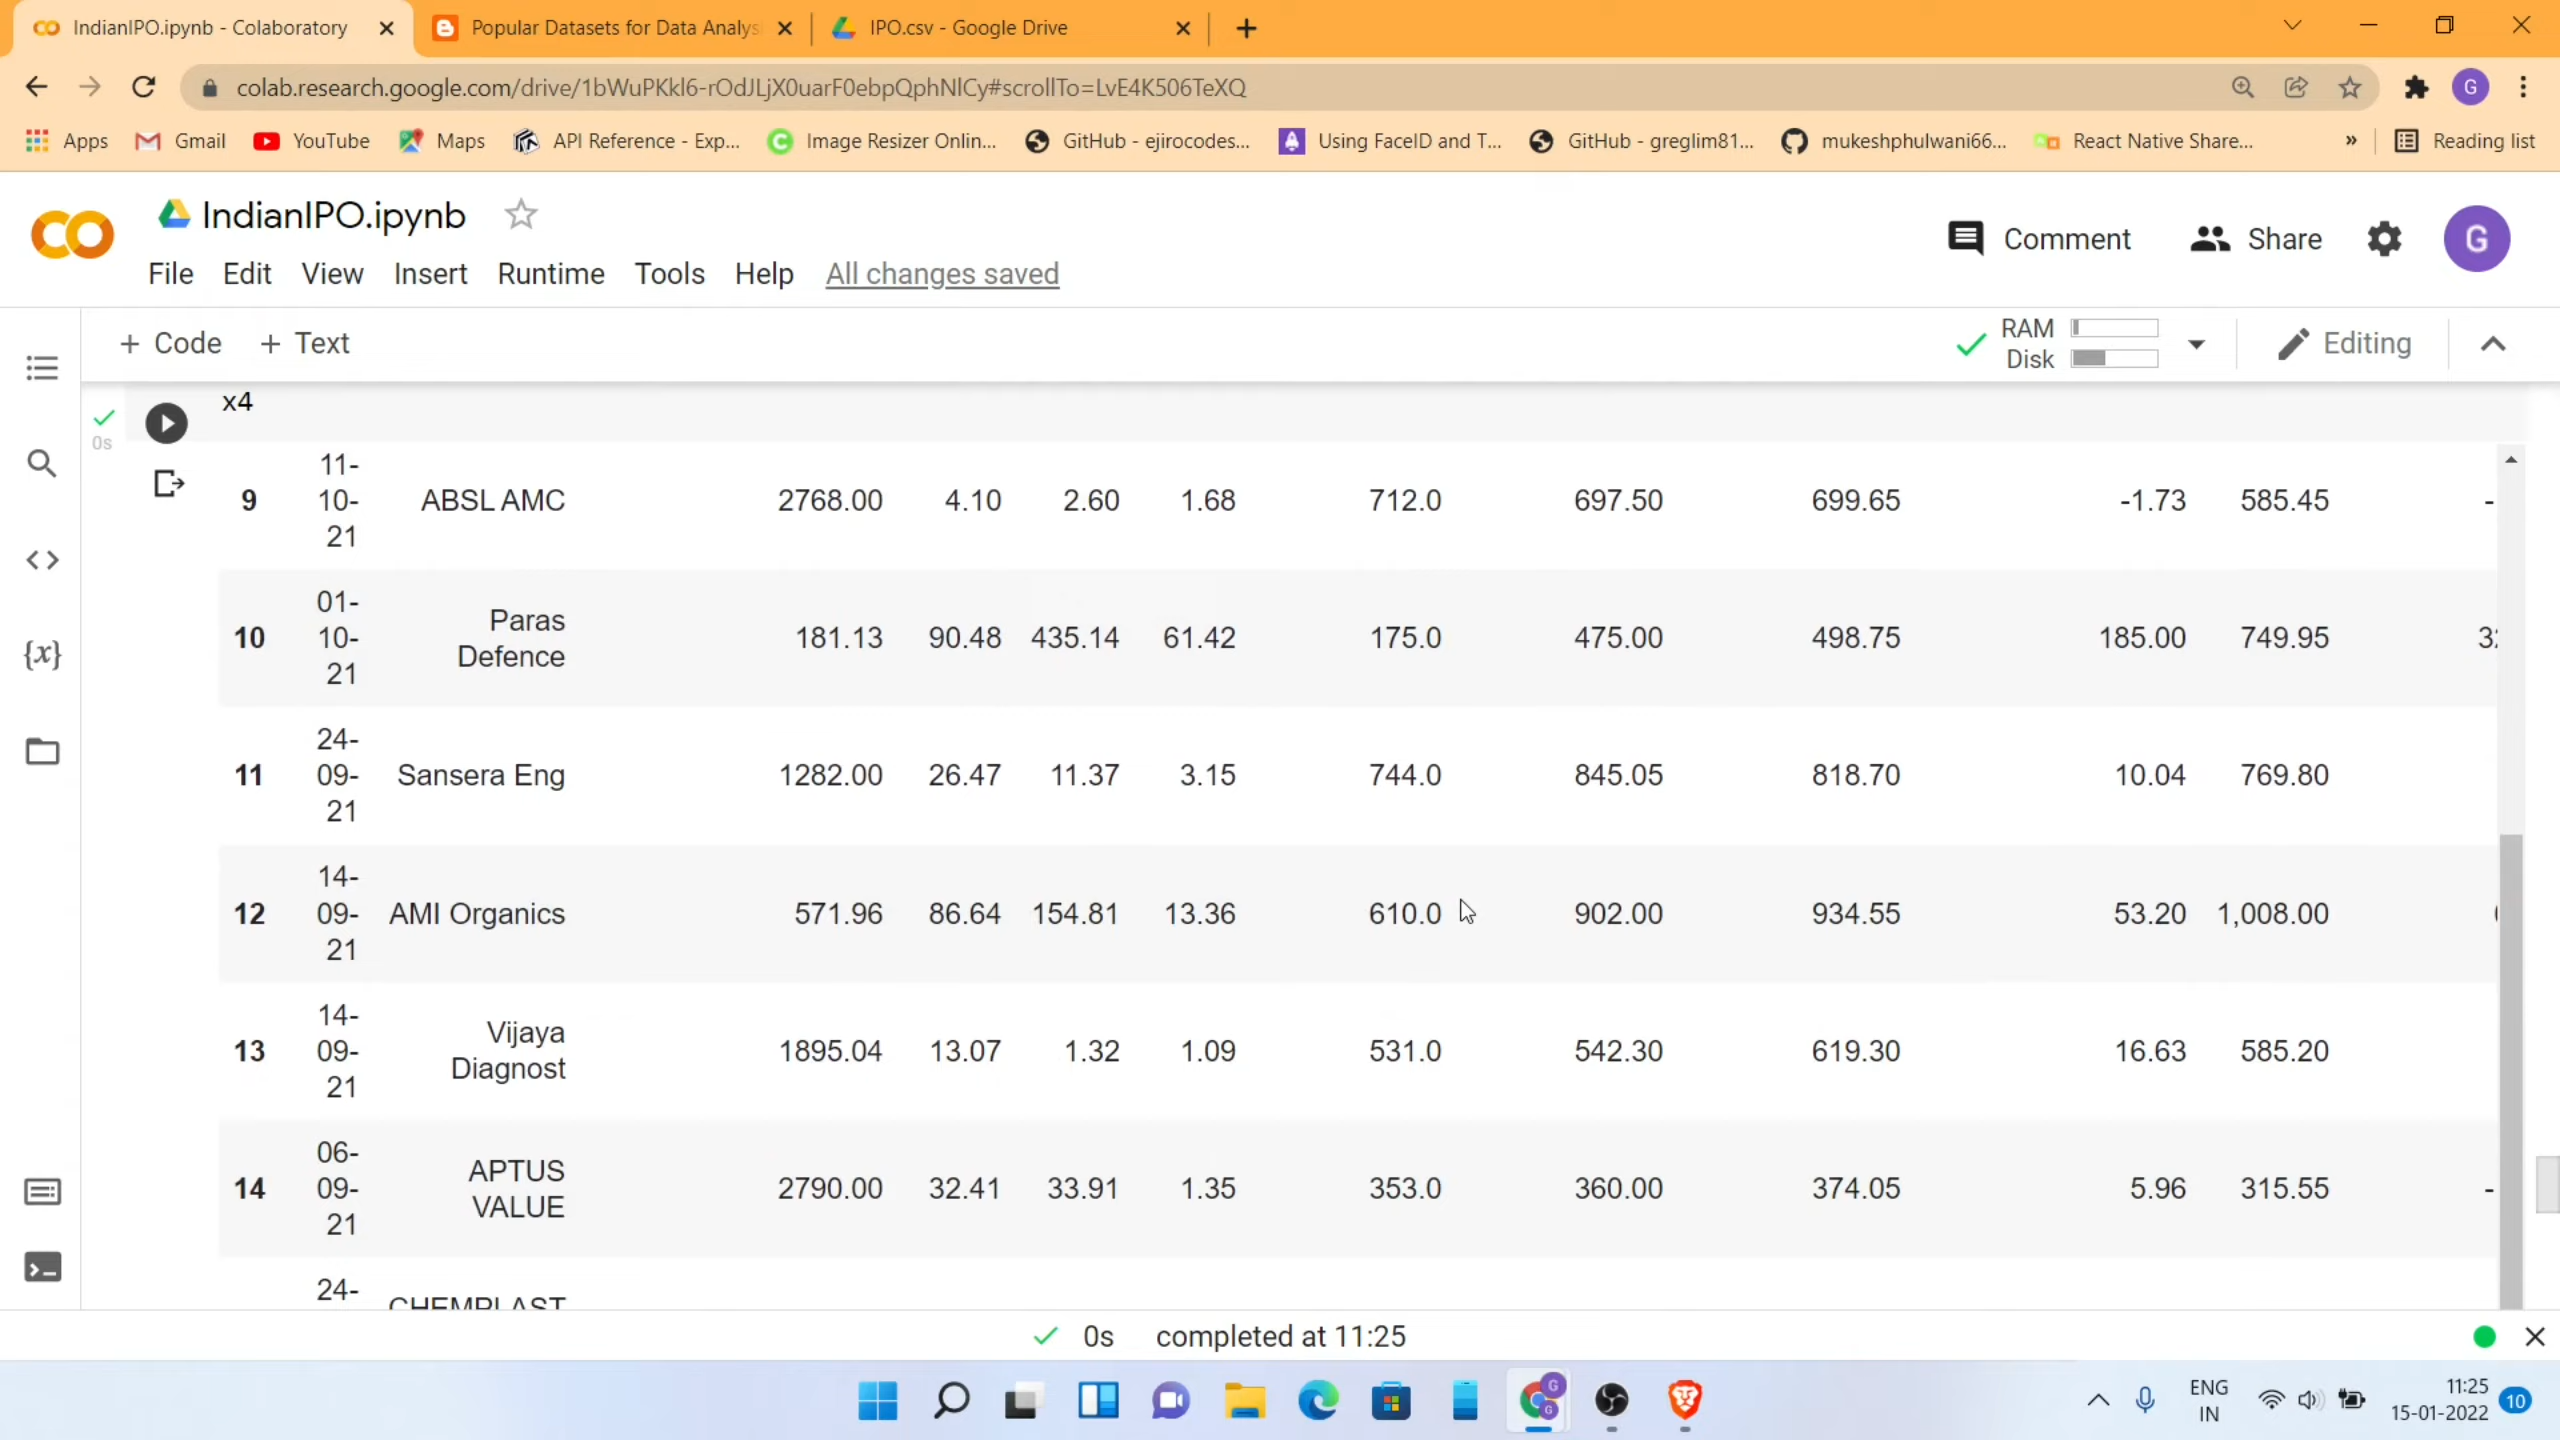 IndianIPO.ipynb - Colaboratory
Popular Datasets for Data Analys
IPO.csv - Google Drive
colab.research.google.com/drive/1bWuPKkl6-rOdJLjX0uarF0ebpQphNlCy#scrollTo=LvE4K506TeXQ
G
Apps
Gmail
YouTube
Maps
API Reference - Exp...
Image Resizer Onlin...
GitHub - ejirocodes...
Using FaceID and T...
GitHub - greglim81...
mukeshphulwani66...
React Native Share...
»
Reading list
CO
IndianIPO.ipynb
Comment
Share
G
File Edit View Insert Runtime Tools Help All changes saved
+ Code + Text
RAM
Disk
Editing
x4
0s
9 11-10-21 ABSL AMC 2768.00 4.10 2.60 1.68 712.0 697.50 699.65 -1.73 585.45 -
10 01-10-21 Paras Defence 181.13 90.48 435.14 61.42 175.0 475.00 498.75 185.00 749.95
11 24-09-21 Sansera Eng 1282.00 26.47 11.37 3.15 744.0 845.05 818.70 10.04 769.80
12 14-09-21 AMI Organics 571.96 86.64 154.81 13.36 610.0 902.00 934.55 53.20 1,008.00
13 14-09-21 Vijaya Diagnost 1895.04 13.07 1.32 1.09 531.0 542.30 619.30 16.63 585.20
14 06-09-21 APTUS VALUE 2790.00 32.41 33.91 1.35 353.0 360.00 374.05 5.96 315.55 -
24- CHEMPLAST
{x}
0s completed at 11:25
ENG
IN
11:25
15-01-2022
10